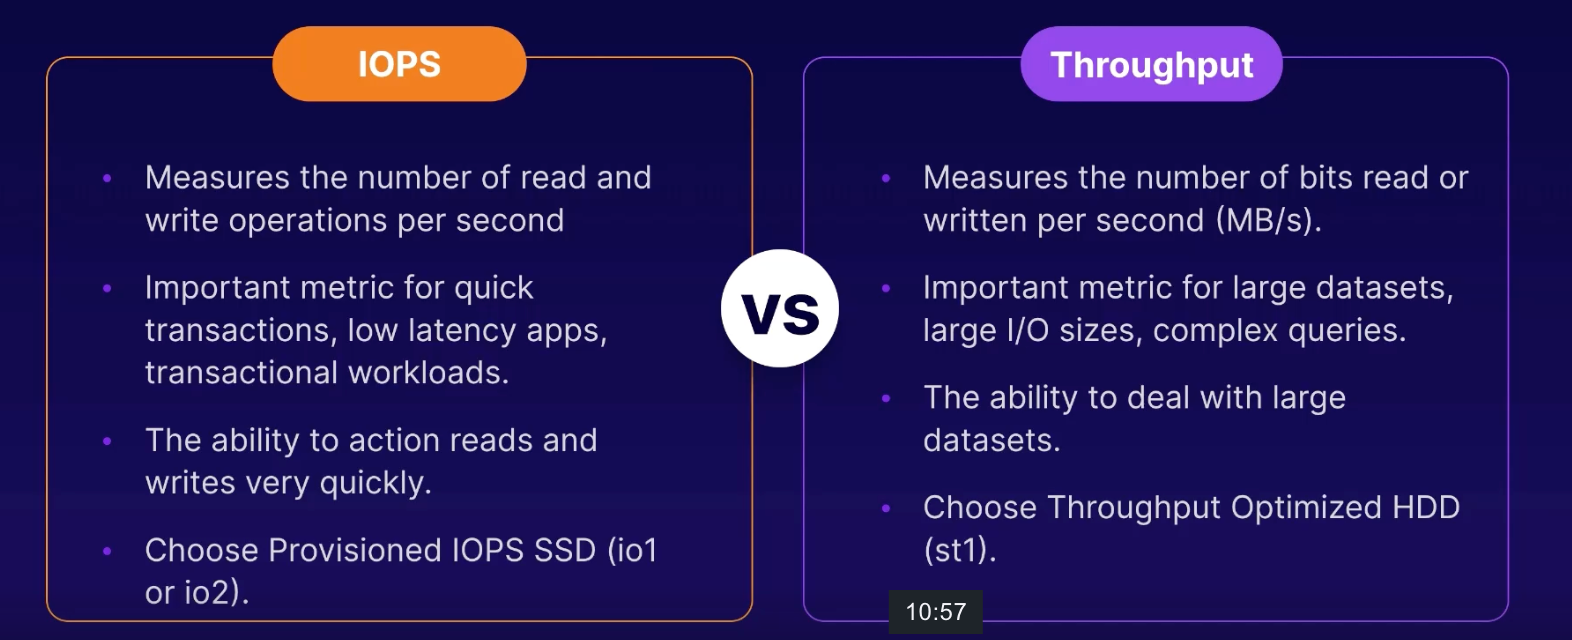 IOPS
Measures the number of read and
write operations per second
Important metric for quick
transactions, low latency apps,
transactional workloads.
The ability to action reads and
writes very quickly.
Choose Provisioned IOPS SSD (io1
or io2).
vs
Throughput
Measures the number of bits read or
written per second (MB/s).
Important metric for large datasets,
large I/O sizes, complex queries.
The ability to deal with large
datasets.
Choose Throughput Optimized HDD
(st1).
10:57